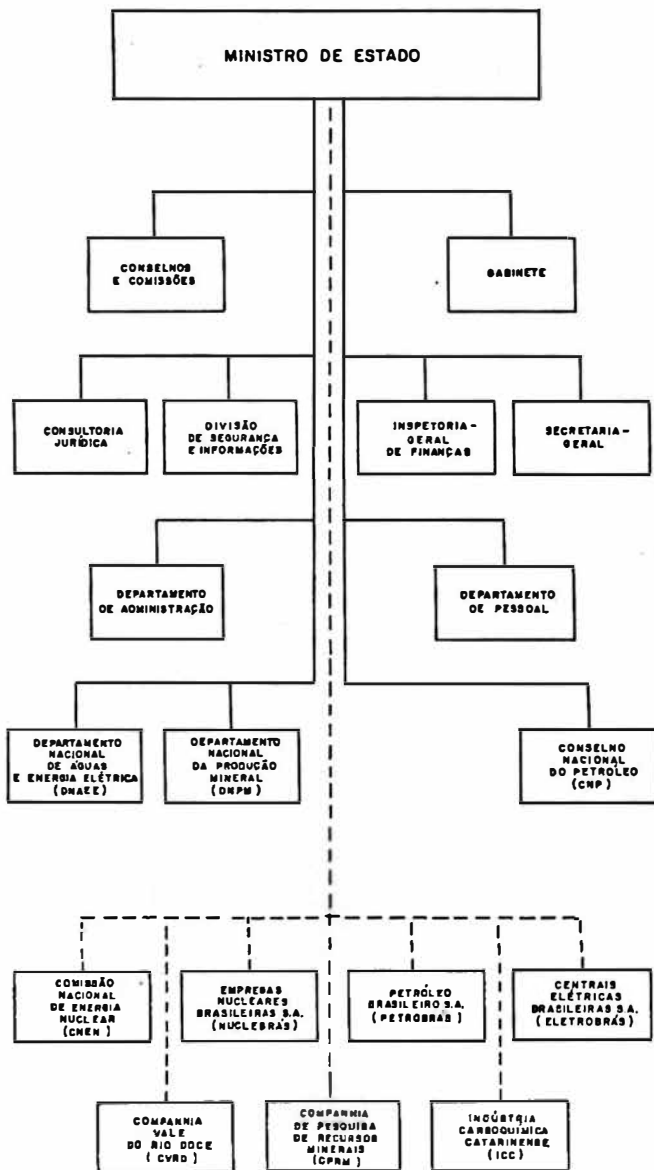 MINISTRO DE ESTADO
CONSELHOS
E COMISSÕES
GABINETE
CONSULTORIA
JURÍDICA
DIVISÃO
DE SEGURANÇA
E INFORMAÇÕES
INSPETORIA-
GERAL
DE FINANÇAS
SECRETARIA-
GERAL
DEPARTAMENTO
DE ADMINISTRAÇÃO
DEPARTAMENTO
DE PESSOAL
DEPARTAMENTO
NACIONAL
DE ÁGUAS
E ENERGIA ELÉTRICA
(DNAEE)
DEPARTAMENTO
NACIONAL
DA PRODUÇÃO
MINERAL
(DNPM)
CONSELHO
NACIONAL
DO PETRÓLEO
(CNP)
COMISSÃO
NACIONAL
DE ENERGIA
NUCLEAR
(CNEN)
EMPRESAS
NUCLEARES
BRASILEIRAS S.A.
(NUCLEBRÁS)
PETRÓLEO
BRASILEIRO S.A.
(PETROBRAS)
CENTRAIS
ELÉTRICAS
BRASILEIRAS S.A.
(ELETROBRÁS)
COMPANHIA
VALE
DO RIO DOCE
(CVRD)
COMPANHIA
DE PESQUISA
DE RECURSOS
MINERAIS
(CPRM)
INDÚSTRIA
CARBOQUÍMICA
CATARINENSE
(ICC)